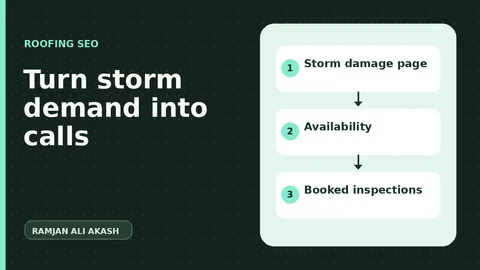 ROOFING SEO
Turn storm
demand into
calls
RAMJAN ALI AKASH
1 Storm damage page
2 Availability
3 Booked inspections